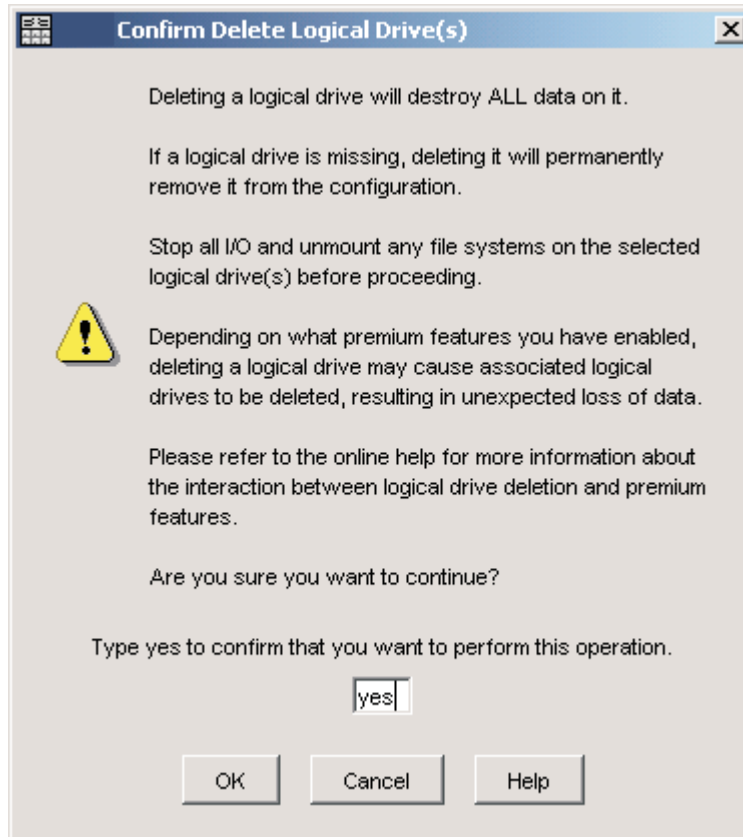 Confirm Delete Logical Drive(s)
Deleting a logical drive will destroy ALL data on it.
If a logical drive is missing, deleting it will permanently
remove it from the configuration.
Stop all I/O and unmount any file systems on the selected
logical drive(s) before proceeding.
Depending on what premium features you have enabled,
deleting a logical drive may cause associated logical
drives to be deleted, resulting in unexpected loss of data.
Please refer to the online help for more information about
the interaction between logical drive deletion and premium
features.
Are you sure you want to continue?
Type yes to confirm that you want to perform this operation.
yes
OK Cancel Help